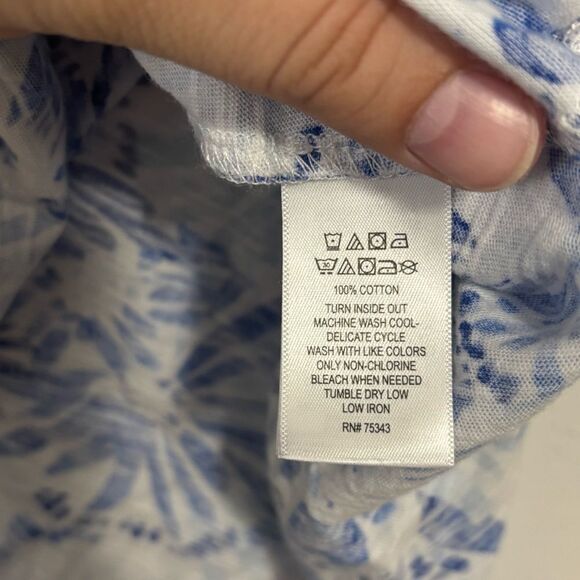 30
100% COTTON
TURN INSIDE OUT
MACHINE WASH COOL-
DELICATE CYCLE
WASH WITH LIKE COLORS
ONLY NON-CHLORINE
BLEACH WHEN NEEDED
TUMBLE DRY LOW
LOW IRON
RN# 75343